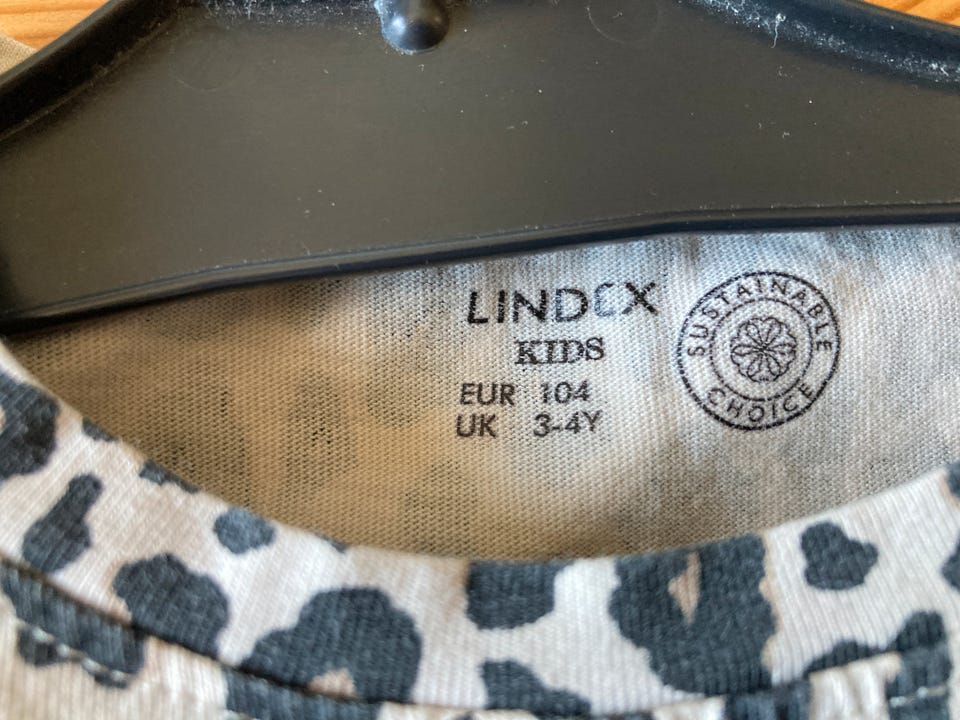 LINDEX
KIDS
EUR 104
UK 3-4Y
SUSTAINABLE
CHOICE